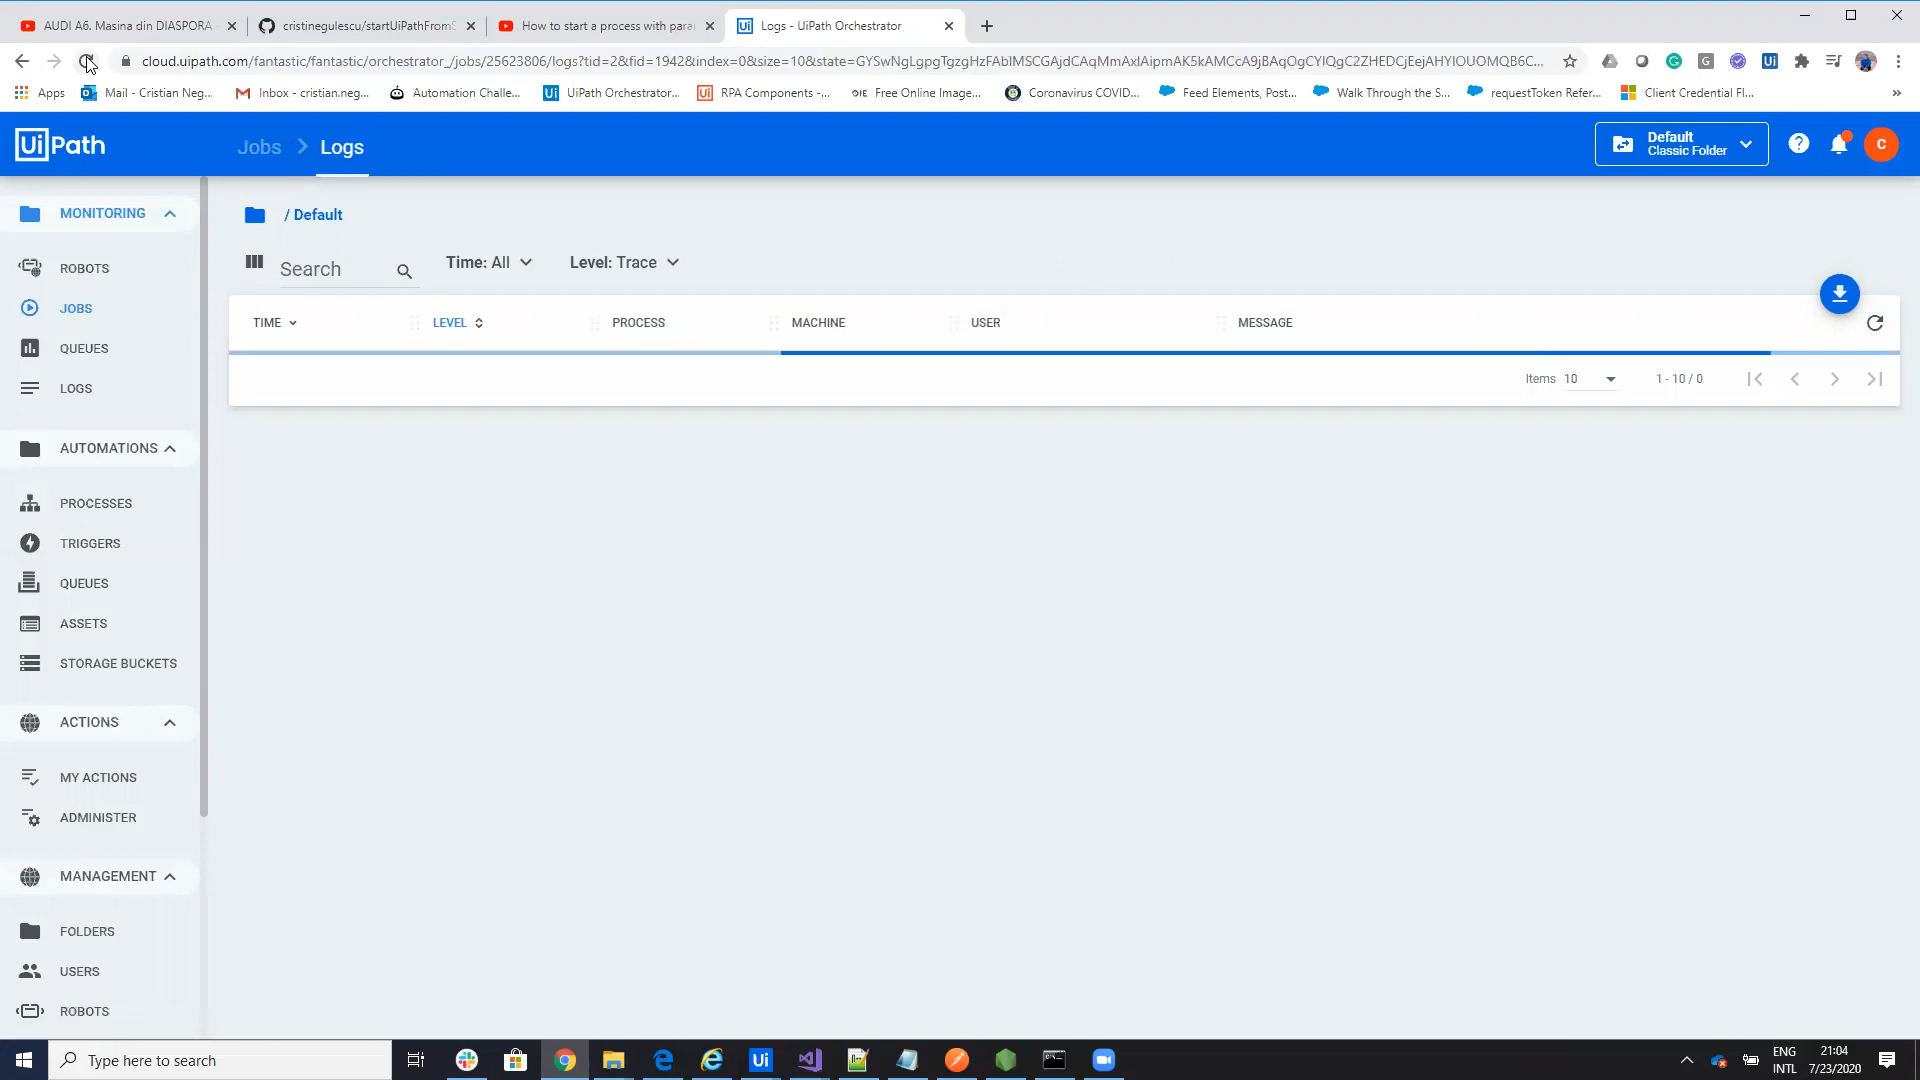 AUDI A6. Masina din DIASPORA
cristinegulescu/startUiPathFromS
How to start a process with para
Logs - UiPath Orchestrator
cloud.uipath.com/fantastic/fantastic/orchestrator_/jobs/25623806/logs?tid=2&fid=1942&index=0&size=10&state=
Apps
Mail - Cristian Neg...
Inbox - cristian.neg...
Automation Challe...
UiPath Orchestrator...
RPA Components -...
Free Online Image...
Coronavirus COVID...
Feed Elements, Post...
Walk Through the S...
requestToken Refer...
Client Credential Fl...
UiPath
Jobs > Logs
Default
Classic Folder
C
MONITORING
ROBOTS
JOBS
QUEUES
LOGS
AUTOMATIONS
PROCESSES
TRIGGERS
QUEUES
ASSETS
STORAGE BUCKETS
ACTIONS
MY ACTIONS
ADMINISTER
MANAGEMENT
FOLDERS
USERS
ROBOTS
/ Default
Search
Time: All
Level: Trace
TIME
LEVEL
PROCESS
MACHINE
USER
MESSAGE
Items 10
1 - 10 / 0
Type here to search
ENG
INTL
21:04
7/23/2020